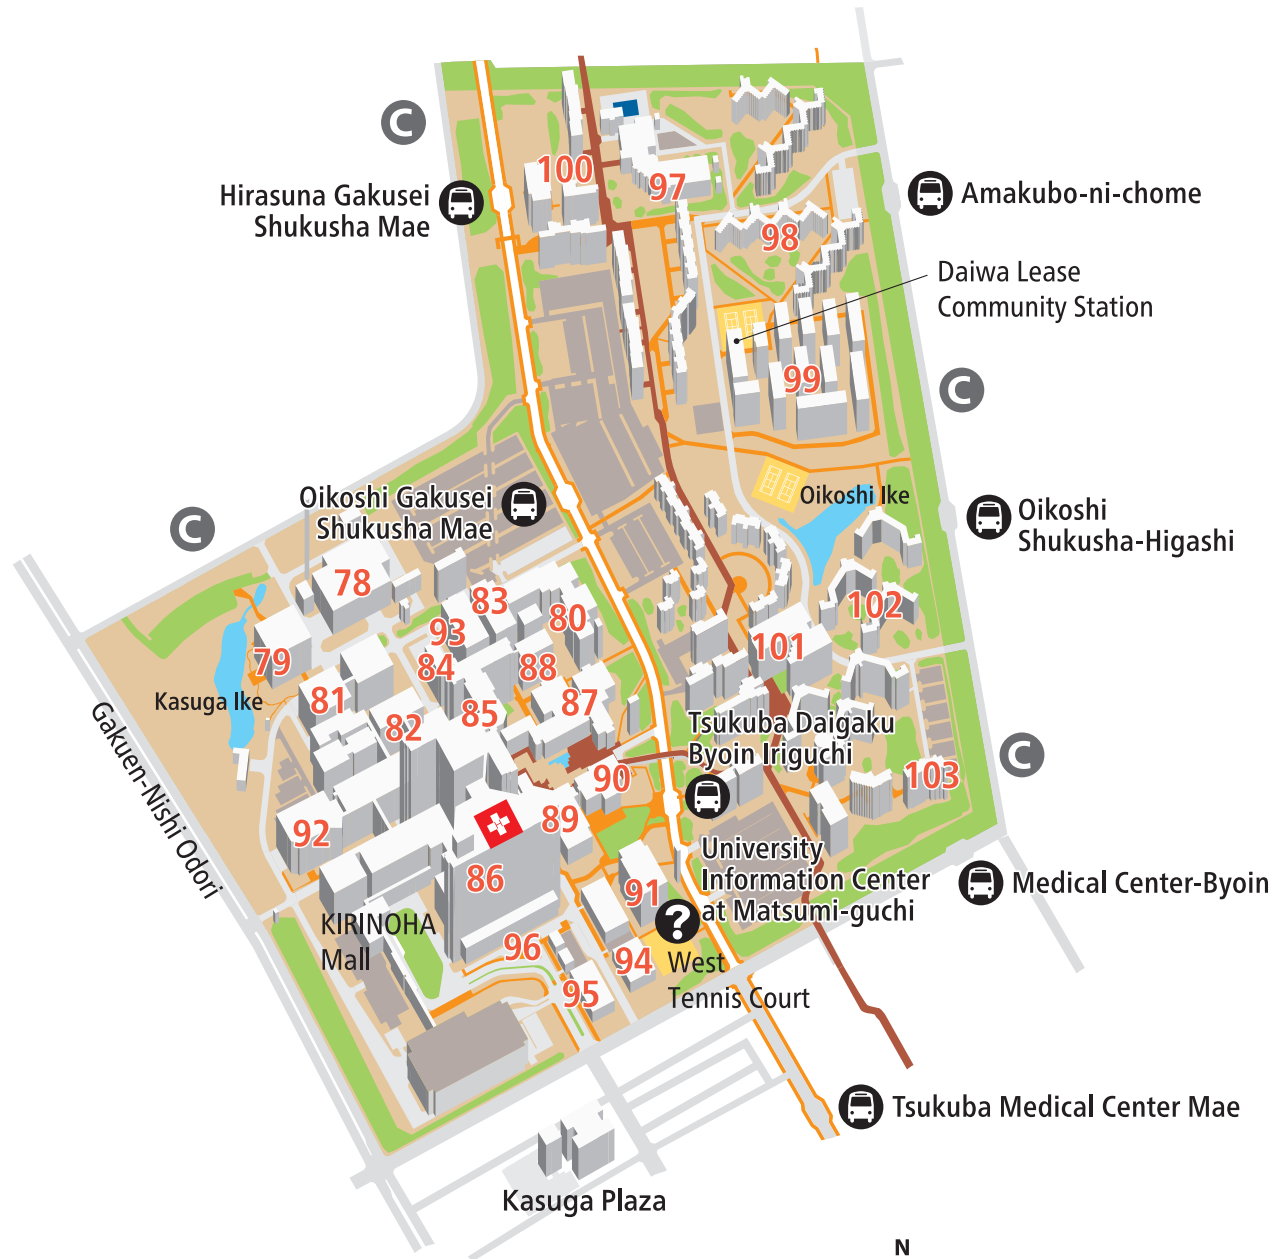 C
100
97
Hirasuna Gakusei
Shukusha Mae
Amakubo-ni-chome
98
Daiwa Lease
Community Station
99
C
Oikoshi Gakusei
Shukusha Mae
Oikoshi Ike
C
Oikoshi
Shukusha-Higashi
78
83
80
102
93
101
79
84
88
Kasuga Ike
81
82
85
87
Gakuen-Nishi Odori
Tsukuba Daigaku
Byoin Iriguchi
C
90
103
92
89
86
91
University
Information Center
at Matsumi-guchi
Medical Center-Byoin
?
KIRINOHA
Mall
96
94
West
Tennis Court
95
Tsukuba Medical Center Mae
Kasuga Plaza
N